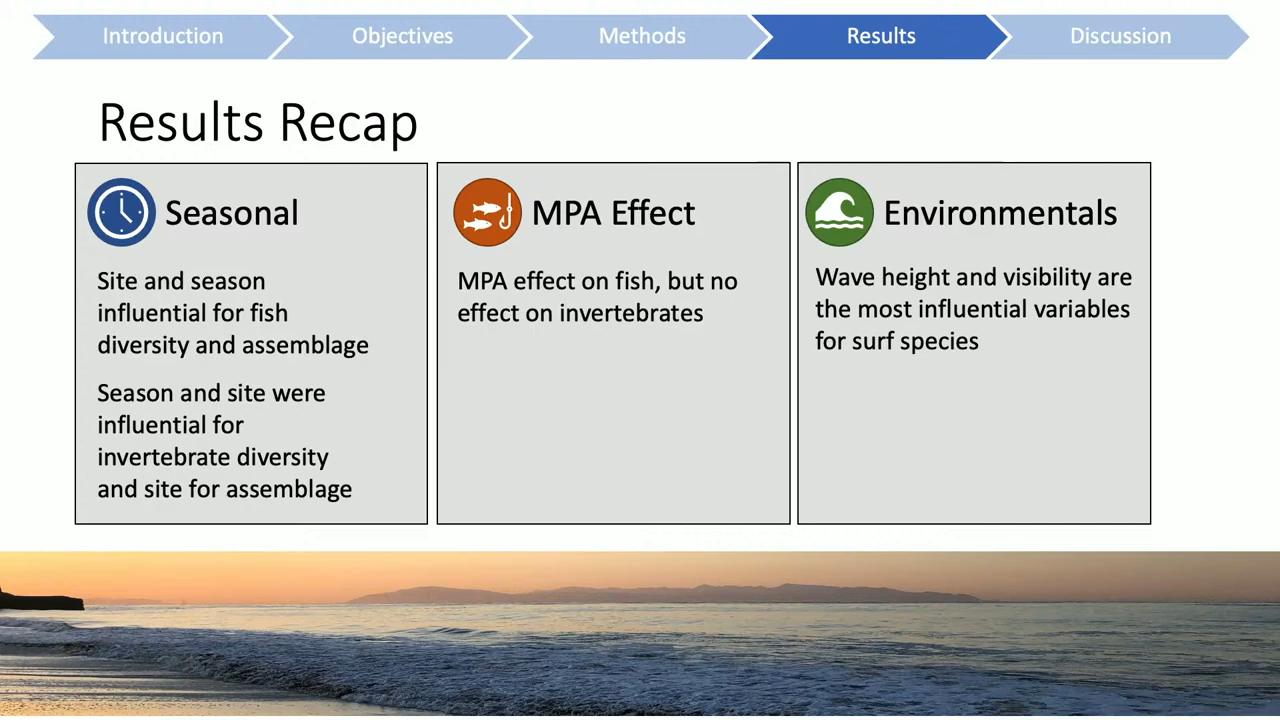 Introduction
Objectives
Methods
Results
Discussion
Results Recap
Seasonal
Site and season
influential for fish
diversity and assemblage
Season and site were
influential for
invertebrate diversity
and site for assemblage
MPA Effect
MPA effect on fish, but no
effect on invertebrates
Environmentals
Wave height and visibility are
the most influential variables
for surf species